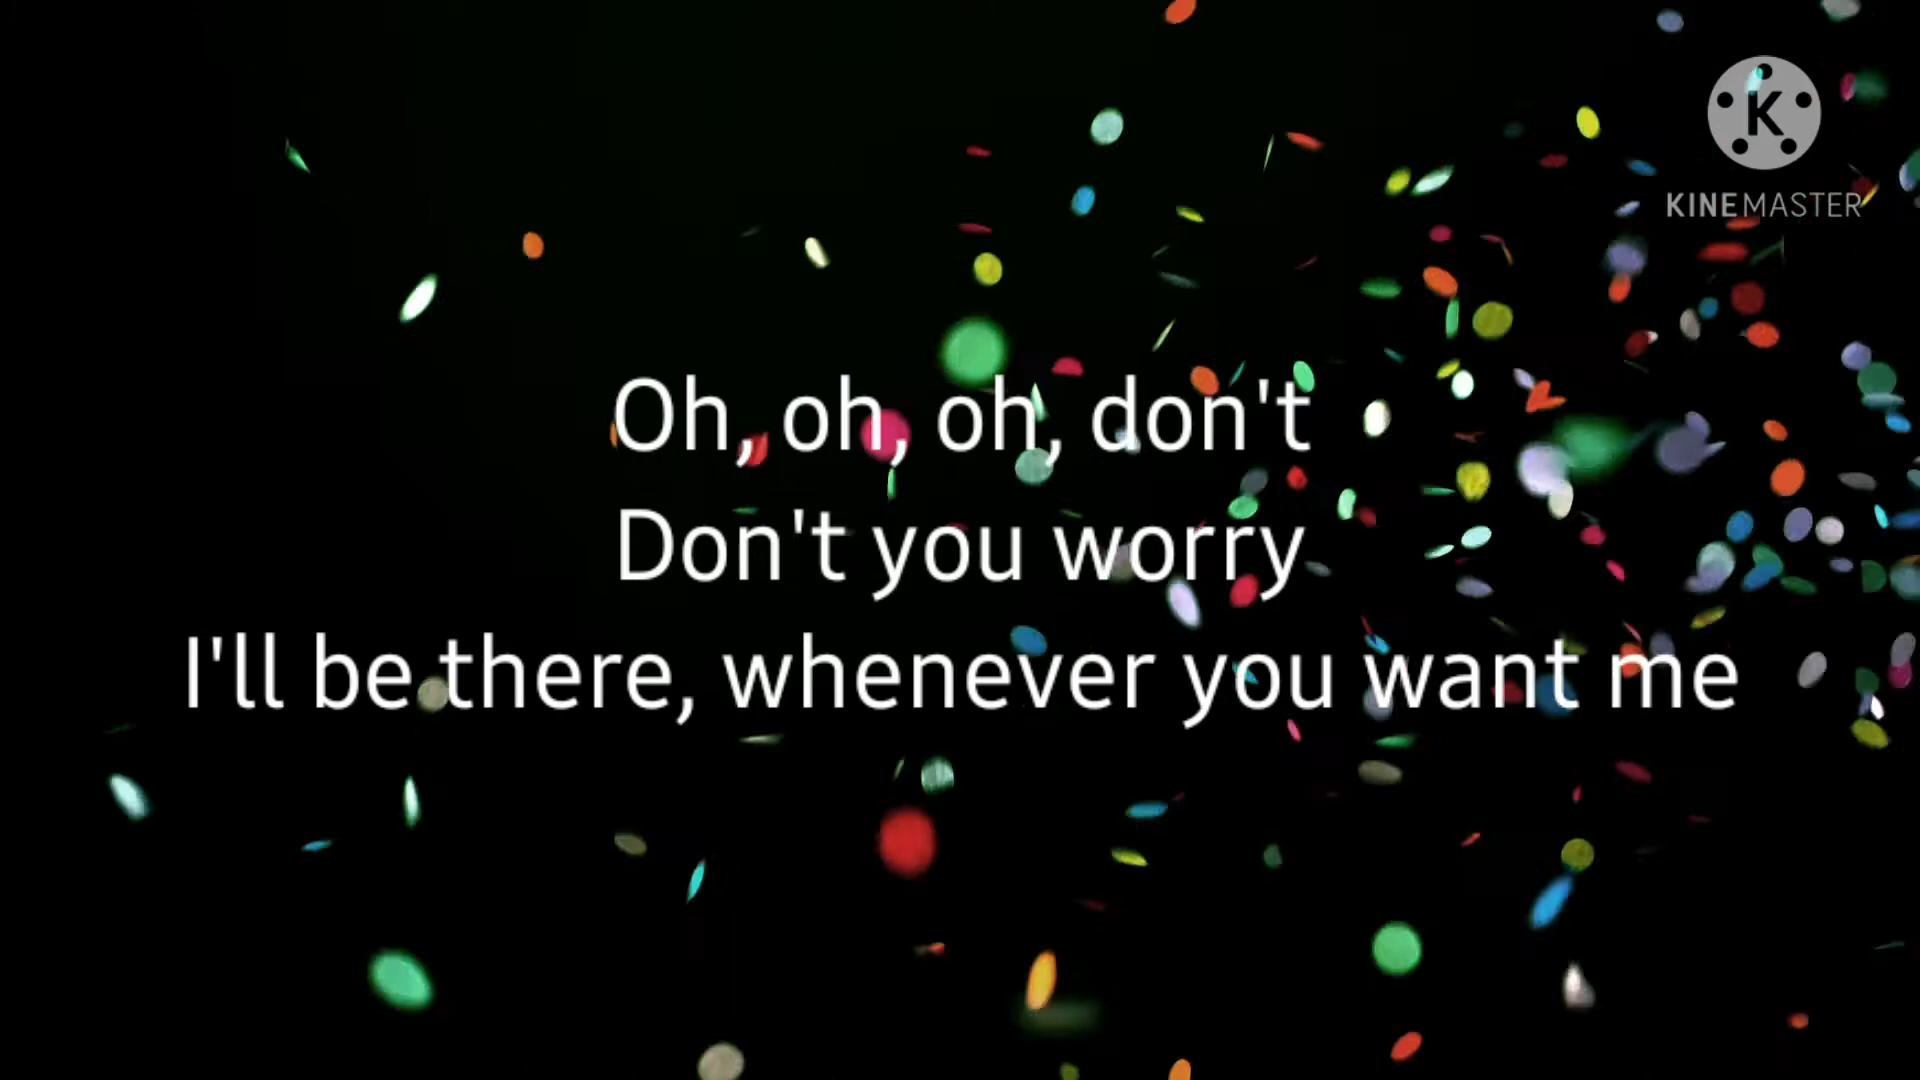 K
KINEMASTER
Oh, oh, oh, don't
Don't you worry
I'll be there, whenever you want me